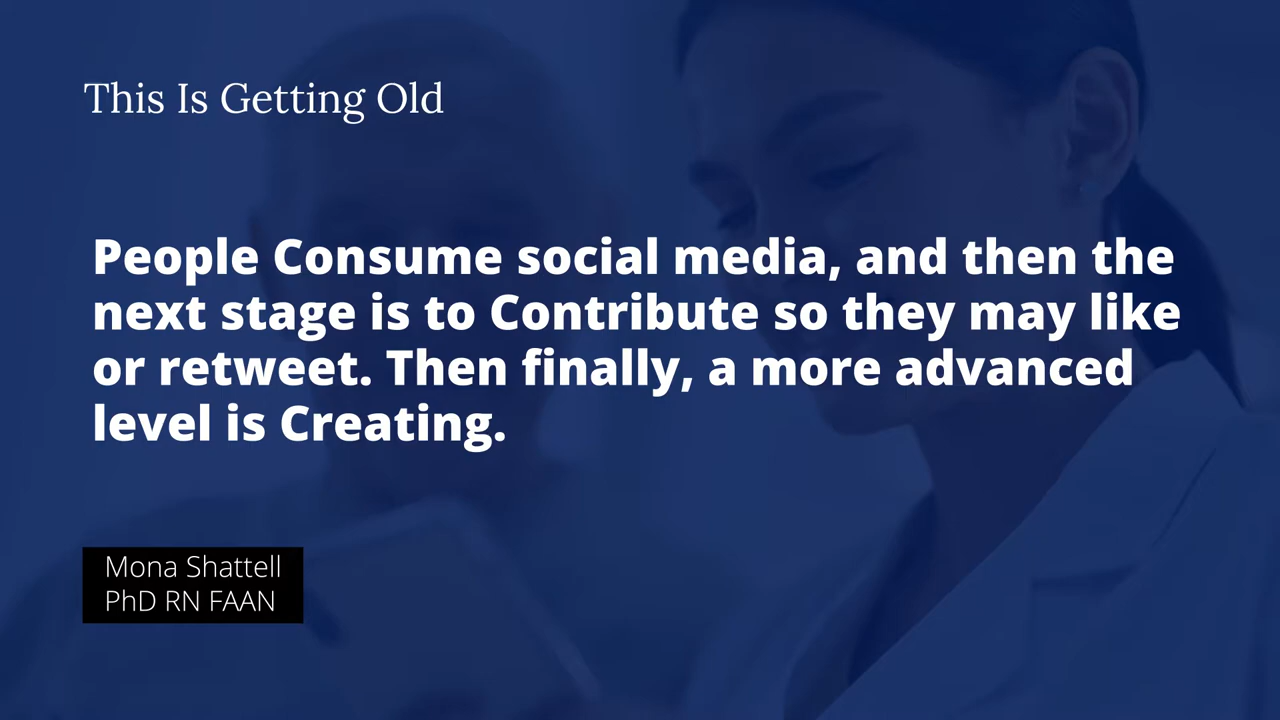 This Is Getting Old
People Consume social media, and then the
next stage is to Contribute so they may like
or retweet. Then finally, a more advanced
level is Creating.
Mona Shattell
PhD RN FAAN